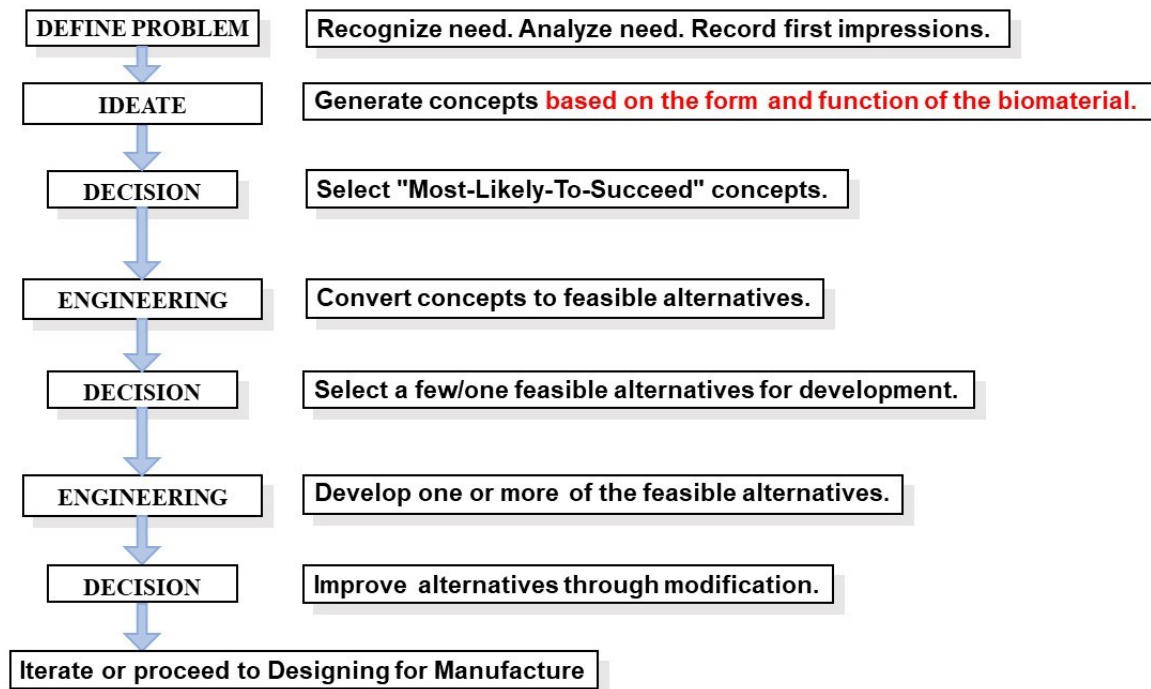 DEFINE PROBLEM
Recognize need. Analyze need. Record first impressions.
IDEATE
Generate concepts based on the form and function of the biomaterial.
DECISION
Select "Most-Likely-To-Succeed" concepts.
ENGINEERING
Convert concepts to feasible alternatives.
DECISION
Select a few/one feasible alternatives for development.
ENGINEERING
Develop one or more of the feasible alternatives.
DECISION
Improve alternatives through modification.
Iterate or proceed to Designing for Manufacture